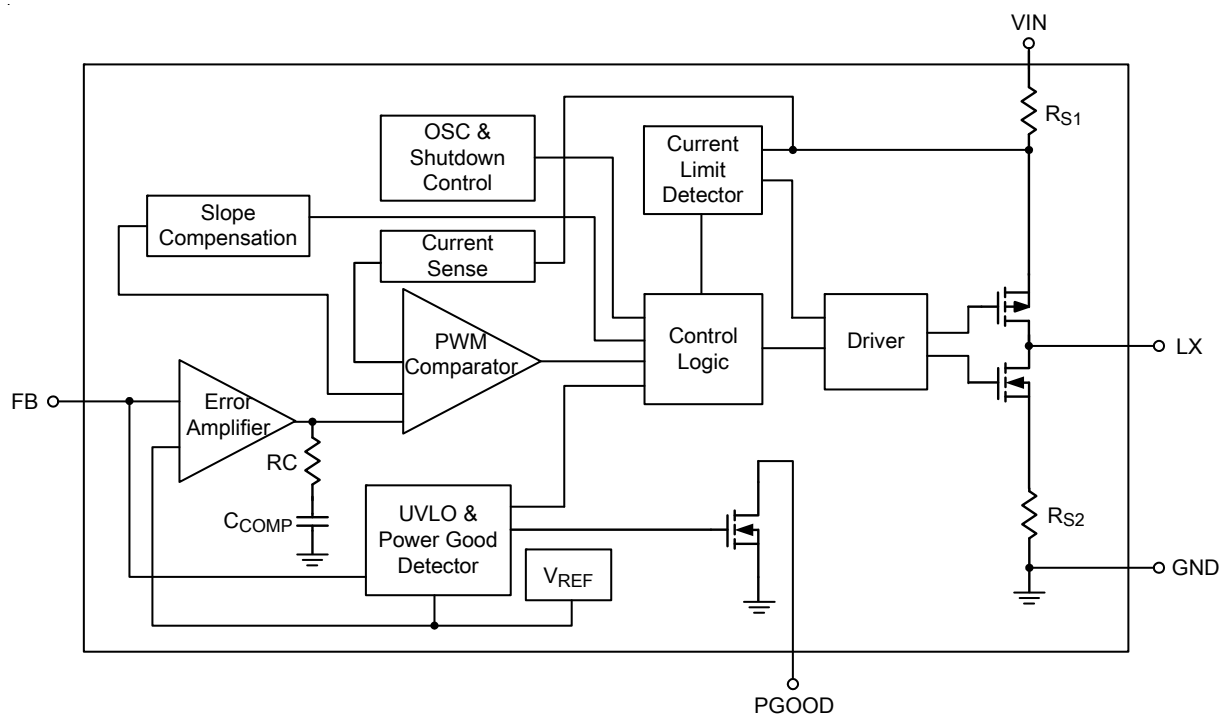 VIN
RS1
OSC &
Shutdown
Control
Current
Limit
Detector
Slope
Compensation
Current
Sense
PWM
Comparator
Control
Logic
Driver
LX
FB
Error
Amplifier
RC
CCOMP
UVLO &
Power Good
Detector
VREF
RS2
GND
PGOOD